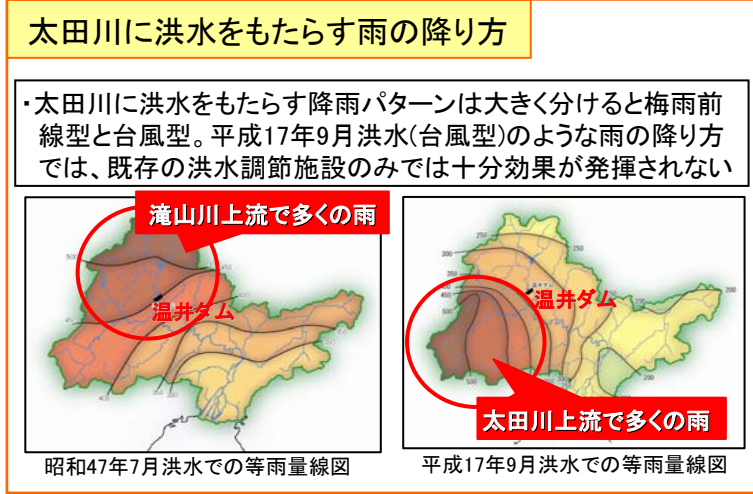 太田川に洪水をもたらす雨の降り方
・太田川に洪水をもたらす降雨パターンは大きく分けると梅雨前
線型と台風型。平成17年9月洪水(台風型)のような雨の降り方
では、既存の洪水調節施設のみでは十分効果が発揮されない
滝山川上流で多くの雨
温井ダム
昭和47年7月洪水での等雨量線図
温井ダム
太田川上流で多くの雨
平成17年9月洪水での等雨量線図